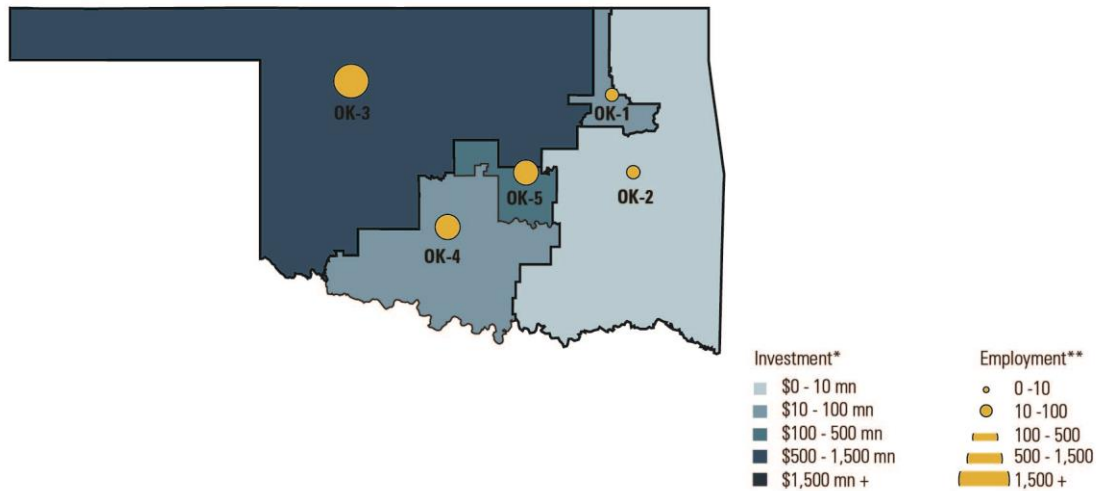 OK-3
OK-1
OK-5
OK-2
OK-4
Investment*
$0 - 10 mn
$10 - 100 mn
$100 - 500 mn
$500 - 1,500 mn
$1,500 mn +
Employment**
0 -10
10 -100
100 - 500
500 - 1,500
1,500 +